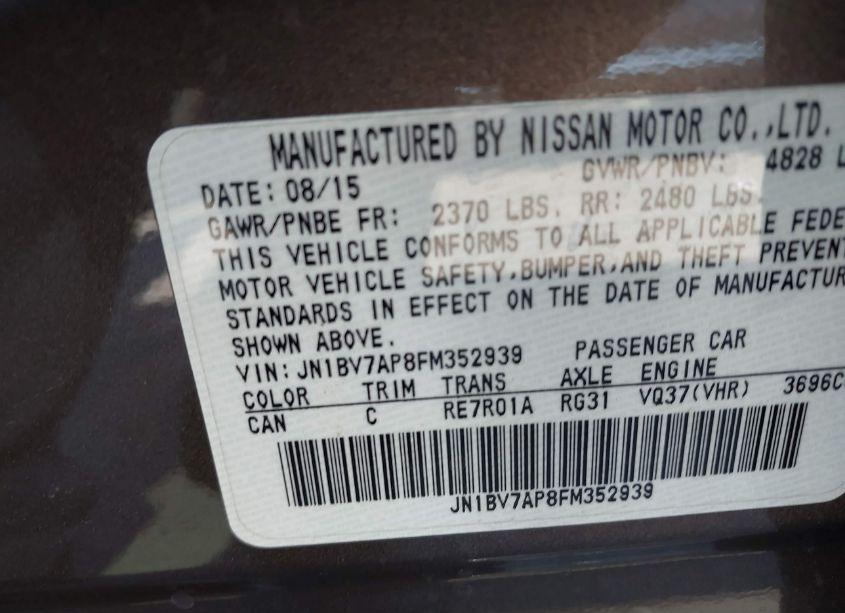 MANUFACTURED BY NISSAN MOTOR CO.,LTD.
DATE: 08/15 GVWR/PNBV: 4828 L
GAWR/PNBE FR: 2370 LBS. RR: 2480 LBS.
THIS VEHICLE CONFORMS TO ALL APPLICABLE FEDE
MOTOR VEHICLE SAFETY,BUMPER,AND THEFT PREVENT
STANDARDS IN EFFECT ON THE DATE OF MANUFACTUR
SHOWN ABOVE.
VIN: JN1BV7AP8FM352939 PASSENGER CAR
COLOR TRIM TRANS AXLE ENGINE
CAN C RE7R01A RG31 VQ37(VHR) 3696C
JN1BV7AP8FM352939